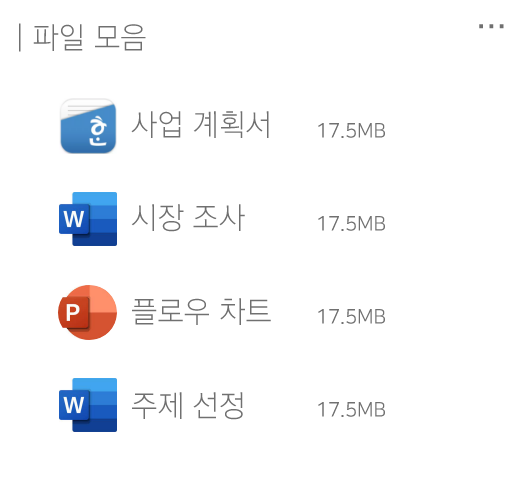 | 파일 모음
...
한
사업 계획서 17.5MB
W 시장 조사 17.5MB
P 플로우 차트 17.5MB
W 주제 선정 17.5MB